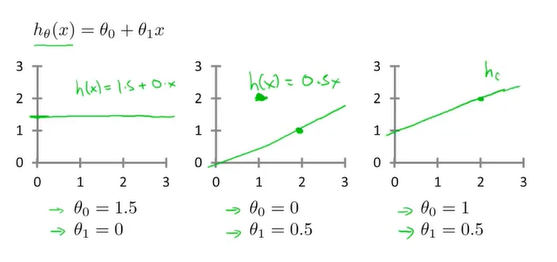 hθ(x) = θ0 + θ1x
h(x) = 1.5 + 0·x
3
2
1
0
0 1 2 3
h(x) = 0.5x
3
2
1
0
0 1 2 3
3
2
1
0
0 1 2 3
→ θ0 = 1.5
→ θ1 = 0
→ θ0 = 0
→ θ1 = 0.5
→ θ0 = 1
→ θ1 = 0.5